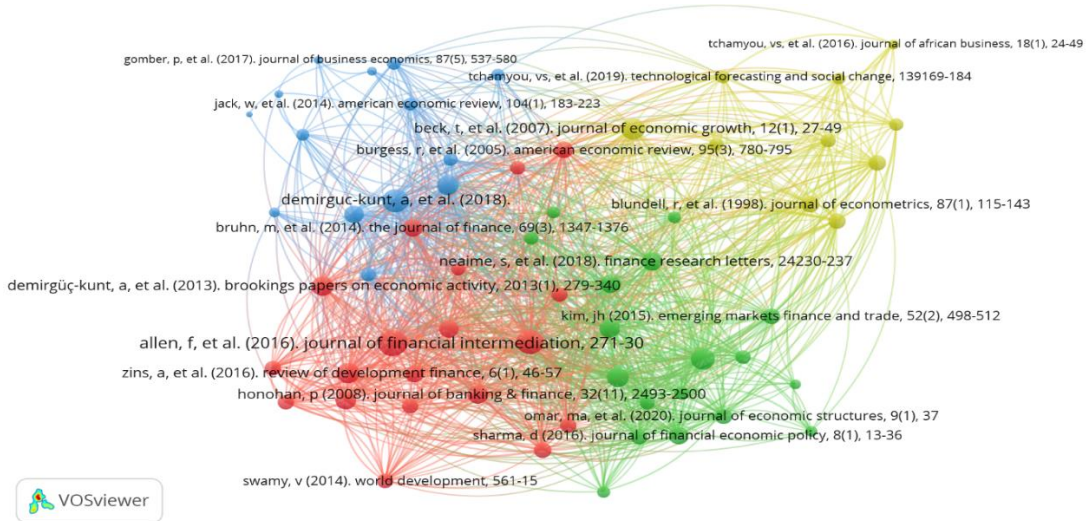 tchamyou, vs, et al. (2016). journal of african business, 18(1), 24-49
gomber, p, et al. (2017). journal of business economics, 87(5), 537-580
tchamyou, vs, et al. (2019). technological forecasting and social change, 139169-184
jack, w, et al. (2014). american economic review, 104(1), 183-223
beck, t, et al. (2007). journal of economic growth, 12(1), 27-49
burgess, r, et al. (2005). american economic review, 95(3), 780-795
demirguc-kunt, a, et al. (2018).
blundell, r, et al. (1998). journal of econometrics, 87(1), 115-143
bruhn, m, et al. (2014). the journal of finance, 69(3), 1347-1376
neaime, s, et al. (2018). finance research letters, 24230-237
demirgüç-kunt, a, et al. (2013). brookings papers on economic activity, 2013(1), 279-340
kim, jh (2015). emerging markets finance and trade, 52(2), 498-512
allen, f, et al. (2016). journal of financial intermediation, 271-30
zins, a, et al. (2016). review of development finance, 6(1), 46-57
honohan, p (2008). journal of banking & finance, 32(11), 2493-2500
omar, ma, et al. (2020). journal of economic structures, 9(1), 37
sharma, d (2016). journal of financial economic policy, 8(1), 13-36
swamy, v (2014). world development, 561-15
VOSviewer